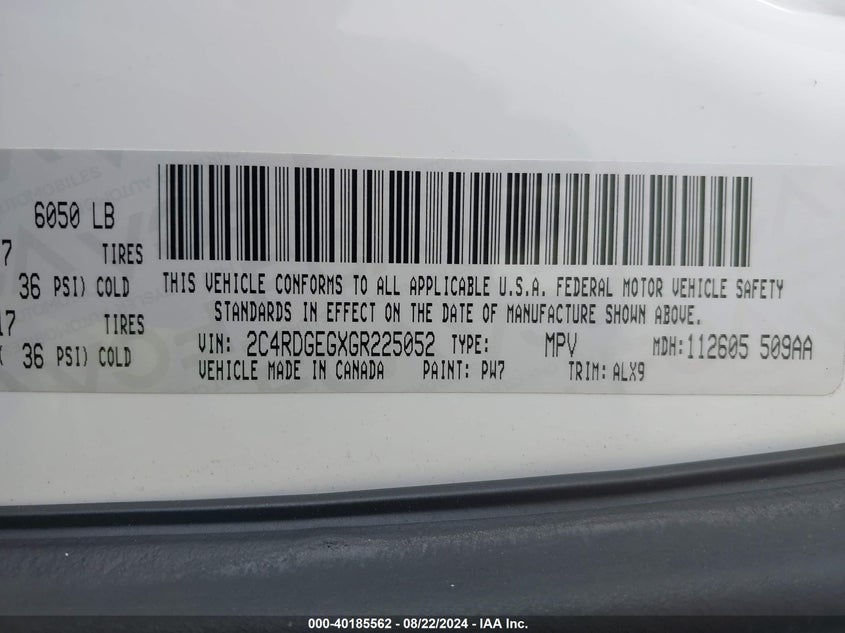 6050 LB
7 TIRES
36 PSI) COLD
17 TIRES
( 36 PSI) COLD
THIS VEHICLE CONFORMS TO ALL APPLICABLE U.S.A. FEDERAL MOTOR VEHICLE SAFETY
STANDARDS IN EFFECT ON THE DATE OF MANUFACTURE SHOWN ABOVE.
VIN: 2C4RDGEGXGR225052 TYPE: MPV MDH:112605 509AA
VEHICLE MADE IN CANADA PAINT: PW7 TRIM: ALX9
000-40185562 - 08/22/2024 - IAA Inc.